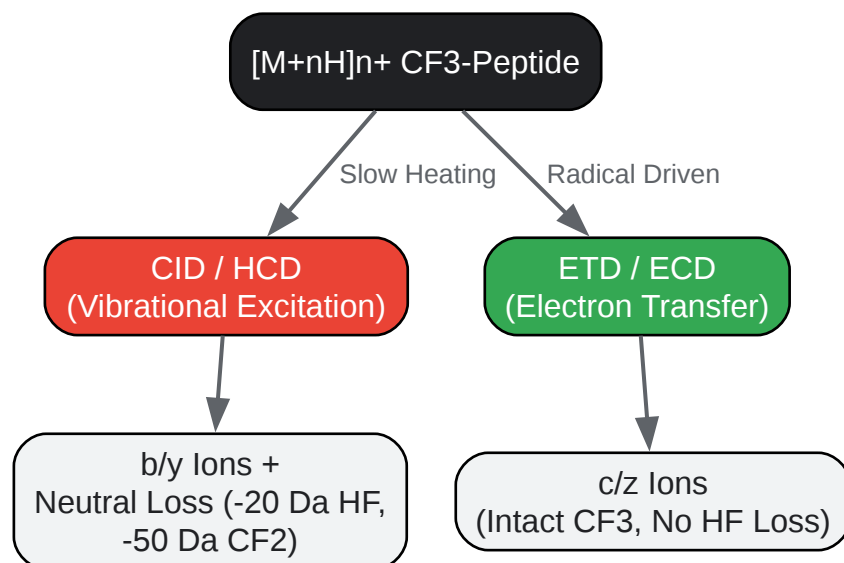 [M+nH]n+ CF3-Peptide
Slow Heating
Radical Driven
CID / HCD
(Vibrational Excitation)
ETD / ECD
(Electron Transfer)
b/y Ions +
Neutral Loss (-20 Da HF,
-50 Da CF2)
c/z Ions
(Intact CF3, No HF Loss)